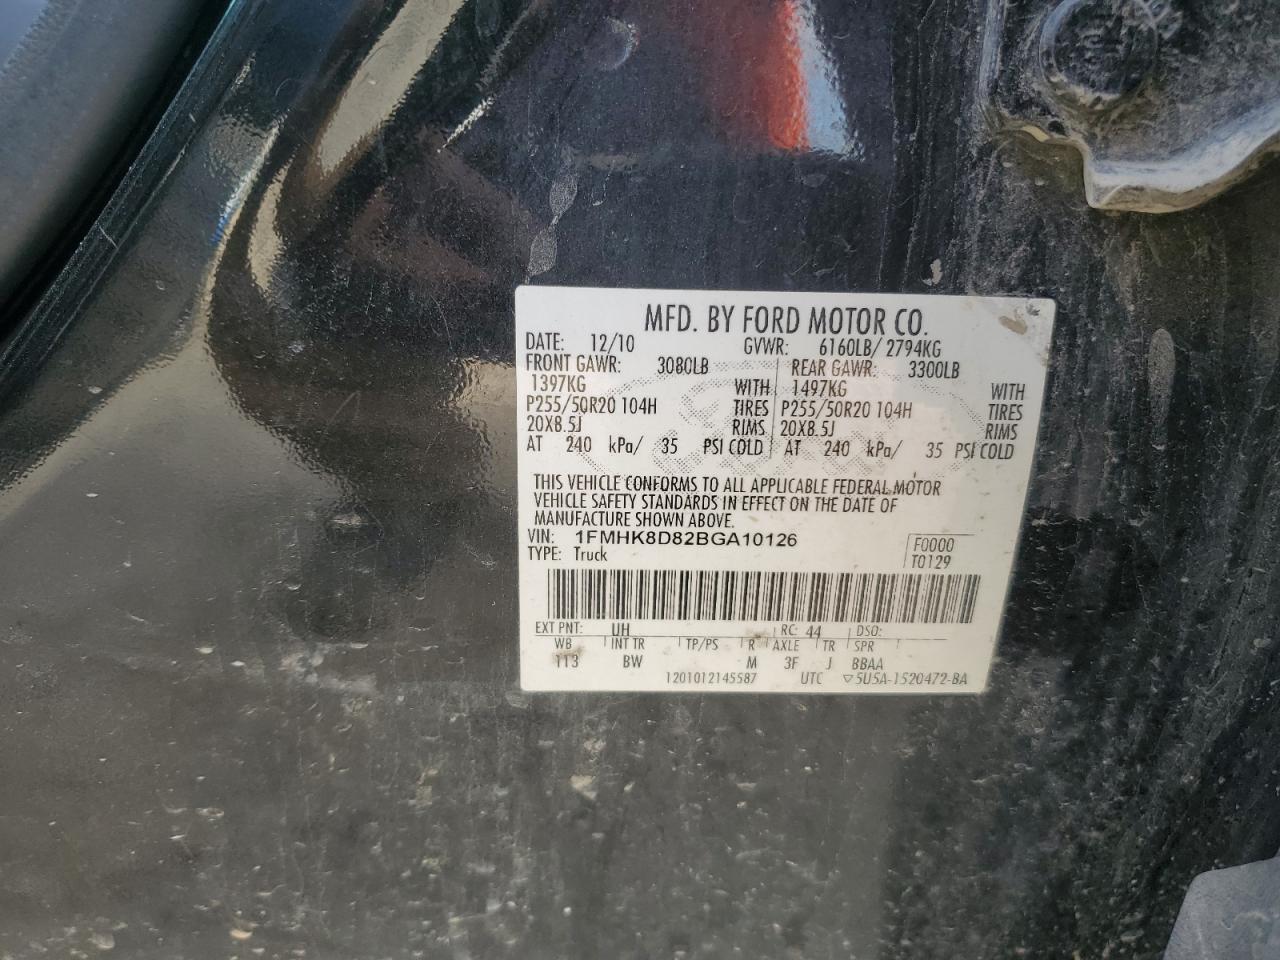 MFD. BY FORD MOTOR CO.
DATE: 12/10 GVWR: 6160LB/ 2794KG
FRONT GAWR: 3080LB REAR GAWR: 3300LB
1397KG WITH 1497KG WITH
P255/50R20 104H TIRES P255/50R20 104H TIRES
20X8.5J RIMS 20X8.5J RIMS
AT 240 kPa/ 35 PSI COLD AT 240 kPa/ 35 PSI COLD
THIS VEHICLE CONFORMS TO ALL APPLICABLE FEDERAL MOTOR
VEHICLE SAFETY STANDARDS IN EFFECT ON THE DATE OF
MANUFACTURE SHOWN ABOVE.
VIN: 1FMHK8D82BGA10126 F0000
TYPE: Truck T0129
EXT PNT: UH RC: 44 DSO:
WB INT TR TP/PS R AXLE TR SPR
113 BW M 3F J BBAA
1201012145587 UTC ▽5U5A-1520472-BA